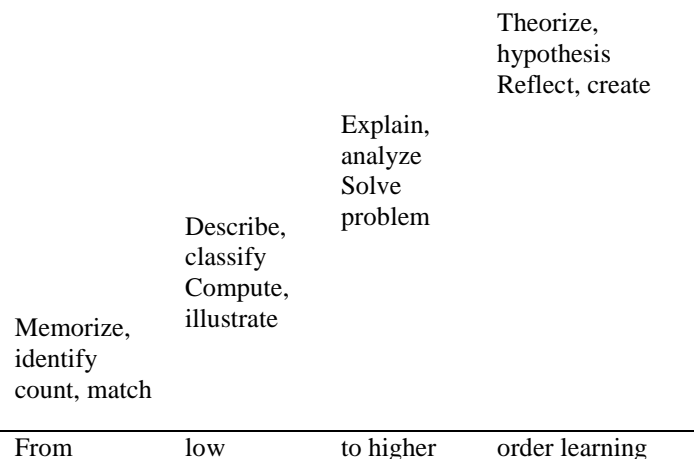 Theorize,
hypothesis
Reflect, create
Explain,
analyze
Solve
problem
Describe,
classify
Compute,
illustrate
Memorize,
identify
count, match
From low to higher order learning